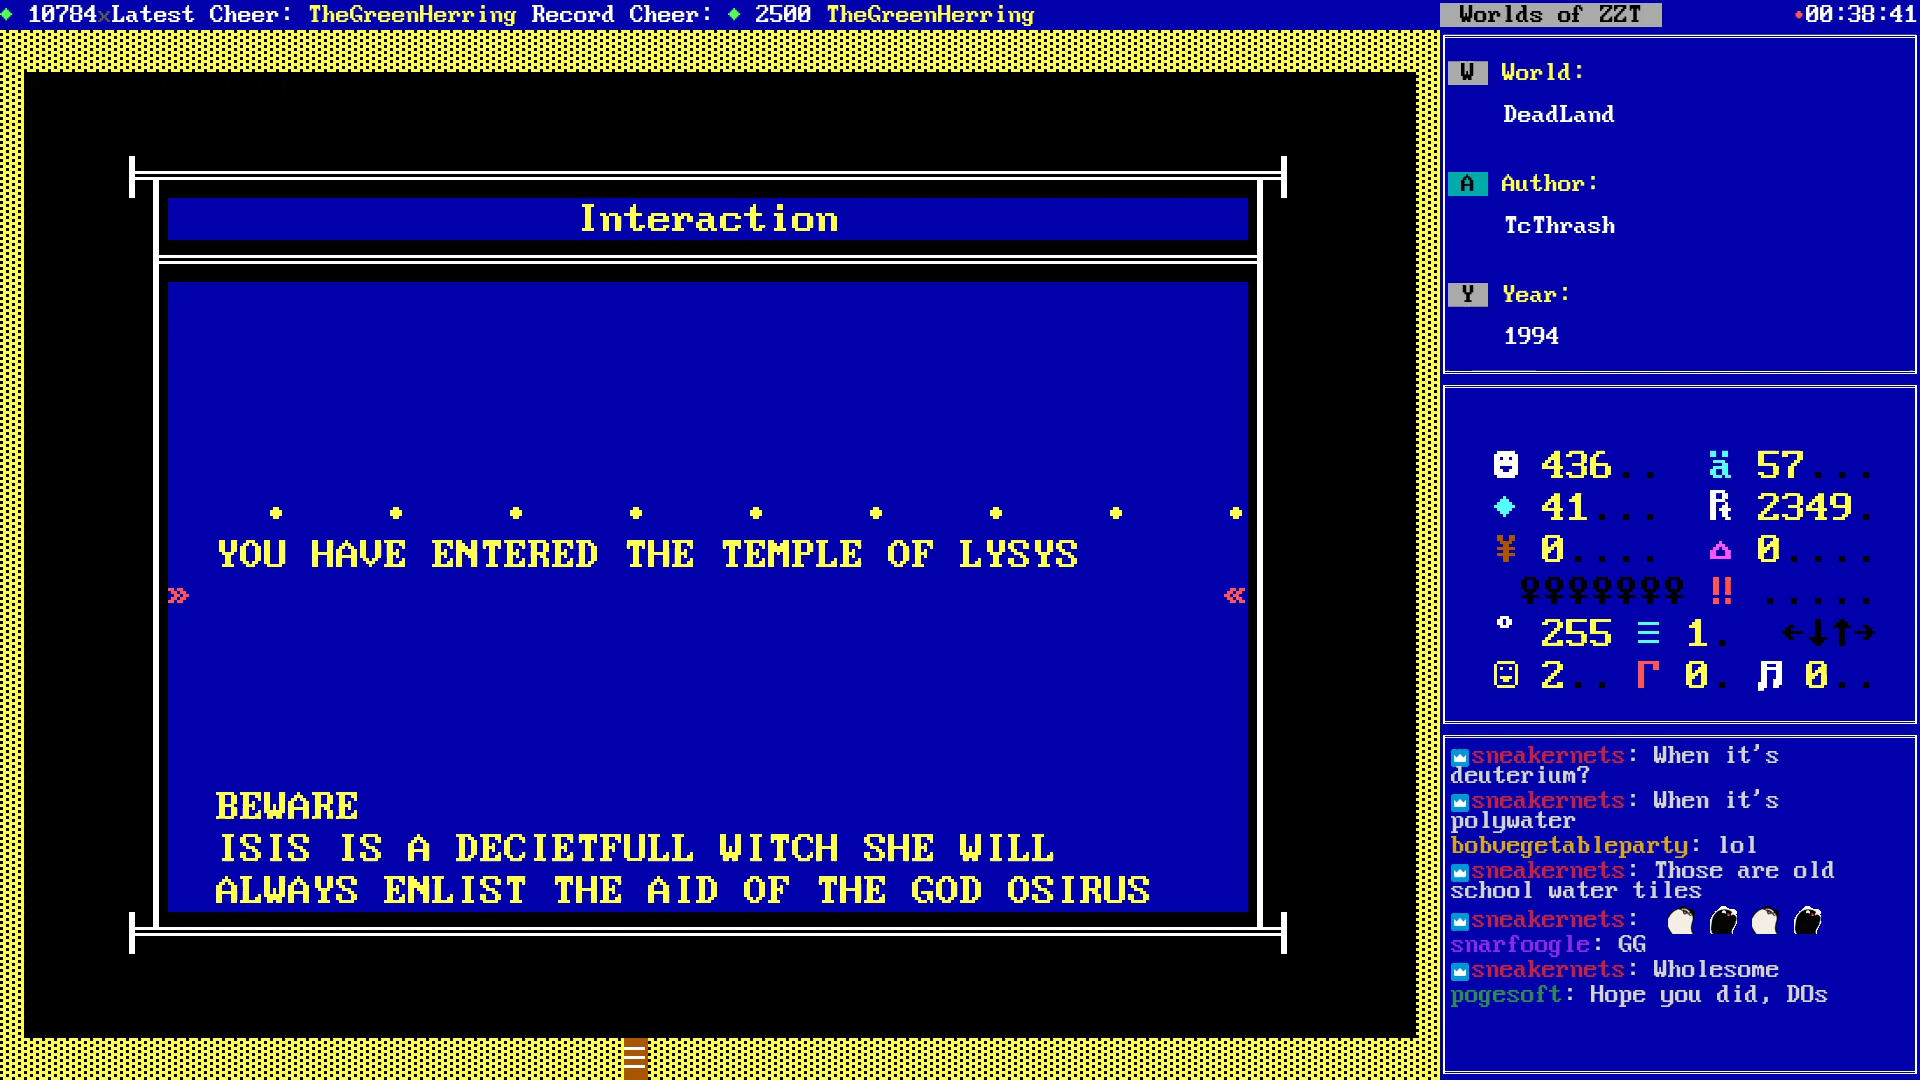 10784xLatest Cheer: TheGreenHerring Record Cheer: 2500 TheGreenHerring
Worlds of ZZT
00:38:41
Interaction
YOU HAVE ENTERED THE TEMPLE OF LYSYS
» «
BEWARE
ISIS IS A DECIETFULL WITCH SHE WILL
ALWAYS ENLIST THE AID OF THE GOD OSIRUS
W World:
DeadLand
A Author:
TcThrash
Y Year:
1994
436 ä 57
41 2349
¥ 0 0
♀♀♀♀♀♀♀ ‼
255 ≡ 1 ←↓↑→
2 Γ 0 ♬ 0
sneakernets: When it's
deuterium?
sneakernets: When it's
polywater
bobvegetableparty: lol
sneakernets: Those are old
school water tiles
sneakernets:
snarfoogle: GG
sneakernets: Wholesome
pogesoft: Hope you did, DOs